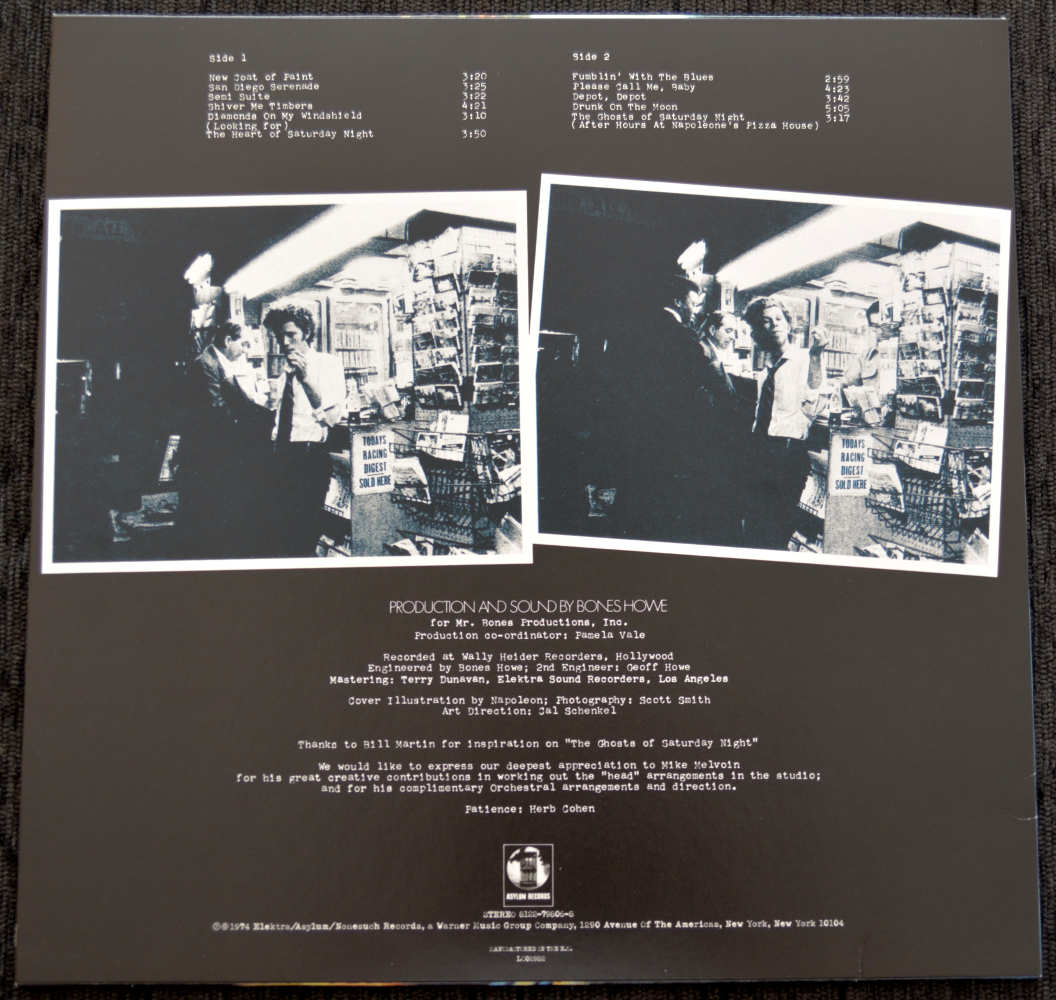 Side 1
New Coat of Paint 3:20
San Diego Serenade 3:25
Semi Suite 3:22
Shiver Me Timbers 4:21
Diamonds On My Windshield 3:10
(Looking for)
The Heart of Saturday Night 3:50
Side 2
Fumblin' With The Blues 2:59
Please Call Me, Baby 4:23
Depot, Depot 3:42
Drunk On The Moon 5:05
The Ghosts of Saturday Night 3:17
(After Hours At Napoleone's Pizza House)
TODAYS
RACING
DIGEST
SOLD HERE
TODAYS
RACING
DIGEST
SOLD HERE
PRODUCTION AND SOUND BY BONES HOWE
for Mr. Bones Productions, Inc.
Production co-ordinator: Pamela Vale
Recorded at Wally Heider Recorders, Hollywood
Engineered by Bones Howe; 2nd Engineer: Geoff Howe
Mastering: Terry Dunavan, Elektra Sound Recorders, Los Angeles
Cover Illustration by Napoleon; Photography: Scott Smith
Art Direction: Cal Schenkel
Thanks to Bill Martin for inspiration on "The Ghosts of Saturday Night"
We would like to express our deepest appreciation to Mike Melvoin
for his great creative contributions in working out the "head" arrangements in the studio;
and for his complimentary Orchestral arrangements and direction.
Patience: Herb Cohen
ASYLUM RECORDS
STEREO 8122-79806-6
©℗1974 Elektra/Asylum/Nonesuch Records, a Warner Music Group Company, 1290 Avenue Of The Americas, New York, New York 10104
MANUFACTURED IN THE E.U.